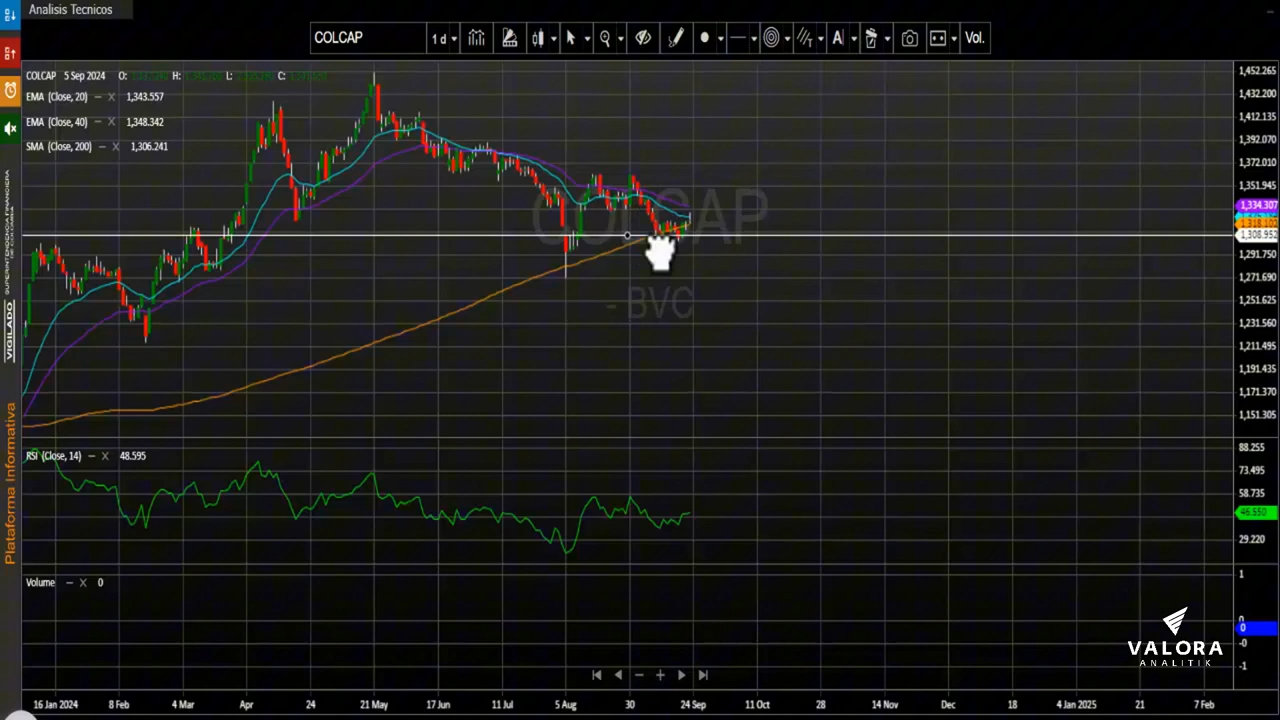 Analisis Tecnicos
COLCAP
1 d
A
Vol.
COLCAP 5 Sep 2024 O: H: L: C:
EMA (Close, 20) – X 1,343.557
EMA (Close, 40) – X 1,348.342
SMA (Close, 200) – X 1,306.241
COLCAP
- BVC
1,452.265
1,432.200
1,412.135
1,392.070
1,372.010
1,351.945
1,334.307
1,308.952
1,291.750
1,271.690
1,251.625
1,231.560
1,211.495
1,191.435
1,171.370
1,151.305
RSI (Close, 14) – X 48.595
88.255
73.495
58.735
46.550
29.220
Volume – X 0
1
0
0
-0
-1
16 Jan 2024 8 Feb 4 Mar Apr 24 21 May 17 Jun 11 Jul 5 Aug 30 24 Sep 11 Oct 28 14 Nov Dec 18 4 Jan 2025 21 7 Feb
SUPERINTENDENCIA FINANCIERA
DE COLOMBIA
VIGILADO
Plataforma Informativa
VALORA
ANALITIK